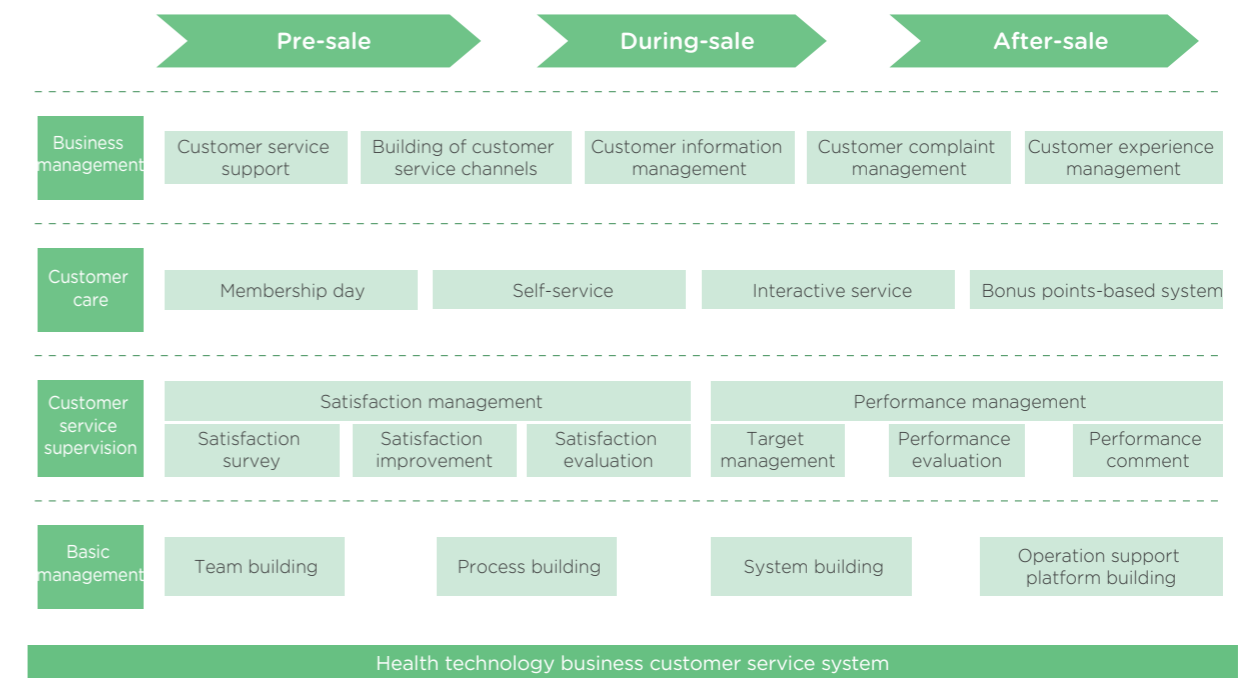 Pre-sale
During-sale
After-sale
Business
management
Customer service
support
Building of customer
service channels
Customer information
management
Customer complaint
management
Customer experience
management
Customer
care
Membership day
Self-service
Interactive service
Bonus points-based system
Customer
service
supervision
Satisfaction management
Performance management
Satisfaction
survey
Satisfaction
improvement
Satisfaction
evaluation
Target
management
Performance
evaluation
Performance
comment
Basic
management
Team building
Process building
System building
Operation support
platform building
Health technology business customer service system